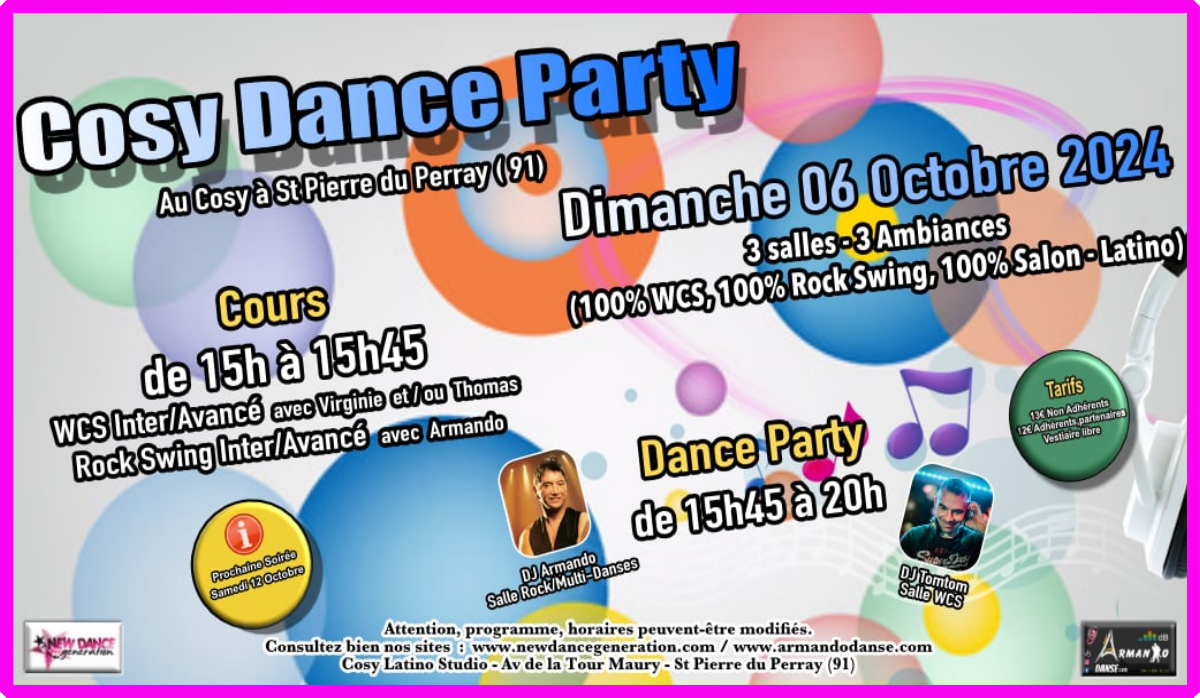 Cosy Dance Party
Au Cosy à St Pierre du Perray (91)
Dimanche 06 Octobre 2024
3 salles - 3 Ambiances
(100% WCS, 100% Rock Swing, 100% Salon - Latino)
Cours
de 15h à 15h45
WCS Inter/Avancé avec Virginie et/ou Thomas
Rock Swing Inter/Avancé avec Armando
Tarifs
13€ Non Adhérents
12€ Adhérents,partenaires
Vestiaire libre
Dance Party
de 15h45 à 20h
DJ Armando
Salle Rock/Multi-Danses
DJ Tomtom
Salle WCS
i
Prochaine Soirée
Samedi 12 Octobre
Attention, programme, horaires peuvent-être modifiés.
Consultez bien nos sites : www.newdancegeneration.com / www.armandodanse.com
Cosy Latino Studio - Av de la Tour Maury - St Pierre du Perray (91)
NEW DANCE
generation
dB
ARMANDO
DANSE.com